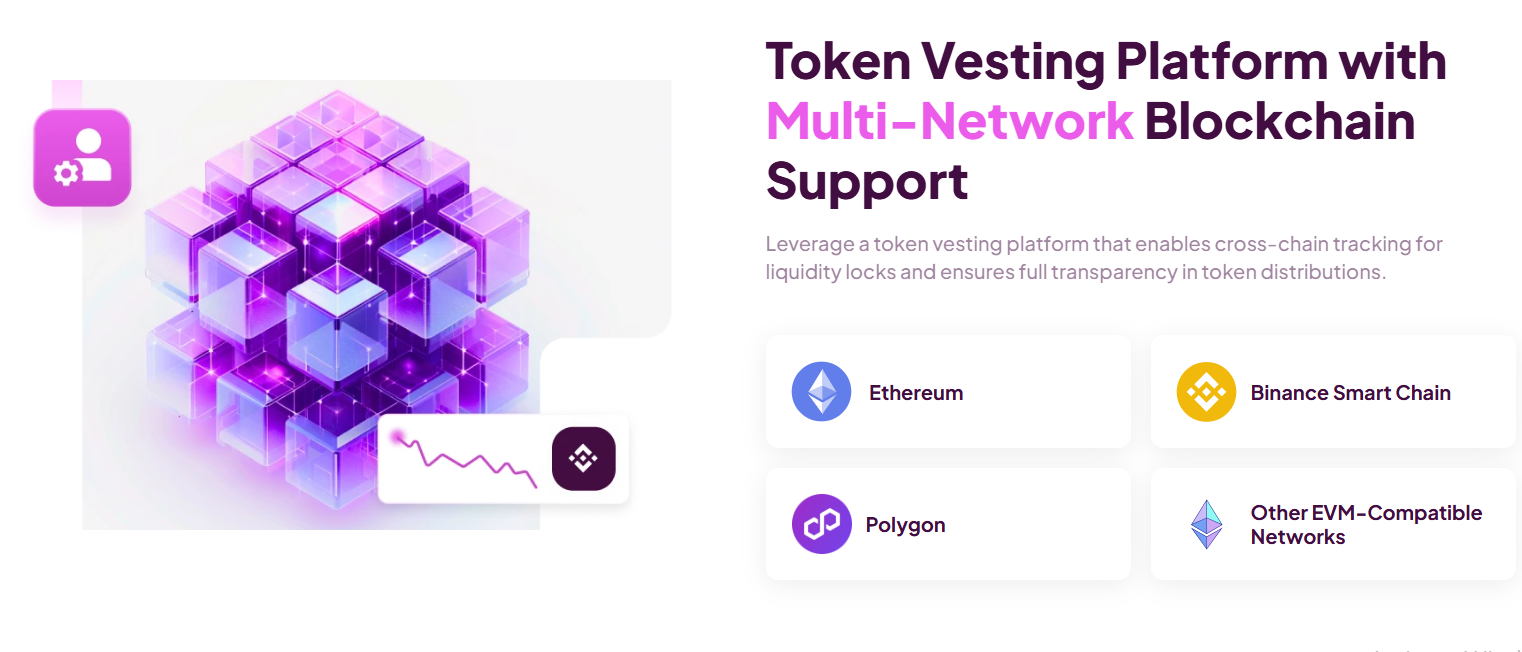 Token Vesting Platform with
Multi-Network Blockchain
Support
Leverage a token vesting platform that enables cross-chain tracking for
liquidity locks and ensures full transparency in token distributions.
Ethereum
Binance Smart Chain
Polygon
Other EVM-Compatible
Networks